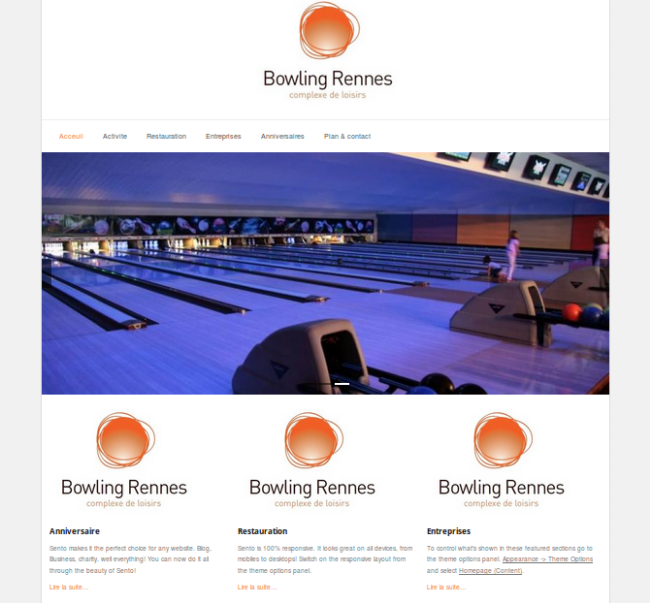 Bowling Rennes
complexe de loisirs
Acceuil Activite Restauration Entreprises Anniversaires Plan & contact
Bowling Rennes
complexe de loisirs
Bowling Rennes
complexe de loisirs
Bowling Rennes
complexe de loisirs
Anniversaire
Sento makes it the perfect choice for any website. Blog,
Business, charity, well everything! You can now do it all
through the beauty of Sento!
Lire la suite...
Restauration
Sento is 100% responsive. It looks great on all devices, from
mobiles to desktops! Switch on the responsive layout from
the theme options panel.
Lire la suite...
Entreprises
To control what's shown in these featured sections go to
the theme options panel. Appearance -> Theme Options
and select Homepage (Content).
Lire la suite...